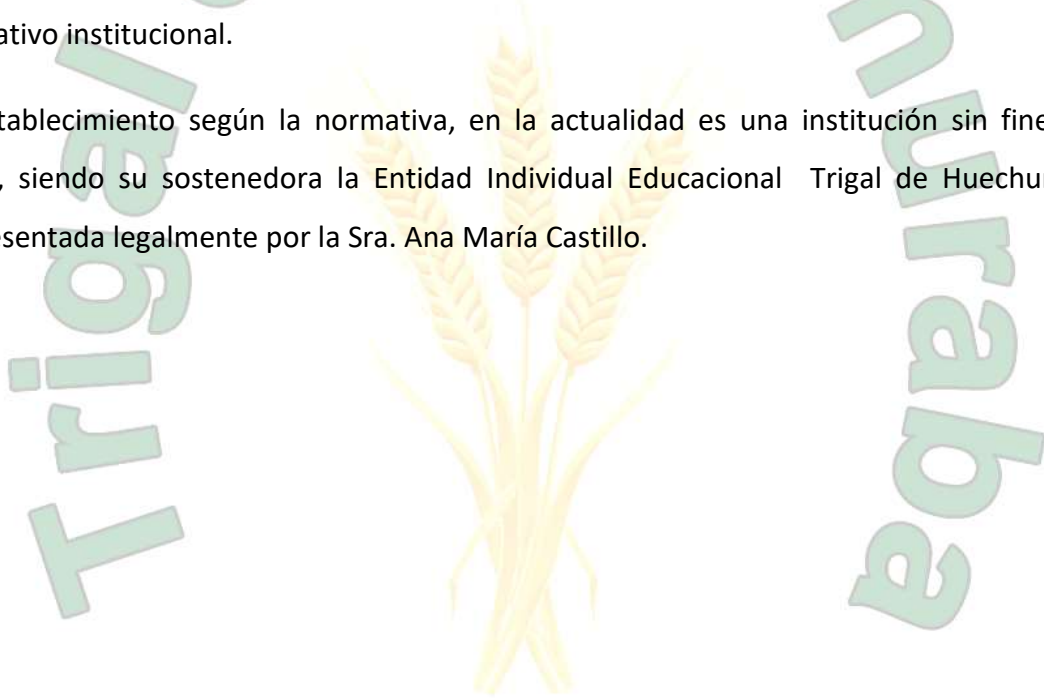 ativo institucional.
tablecimiento según la normativa, en la actualidad es una institución sin fine
, siendo su sostenedora la Entidad Individual Educacional Trigal de Huechur
esentada legalmente por la Sra. Ana María Castillo.
Trigal
huraba